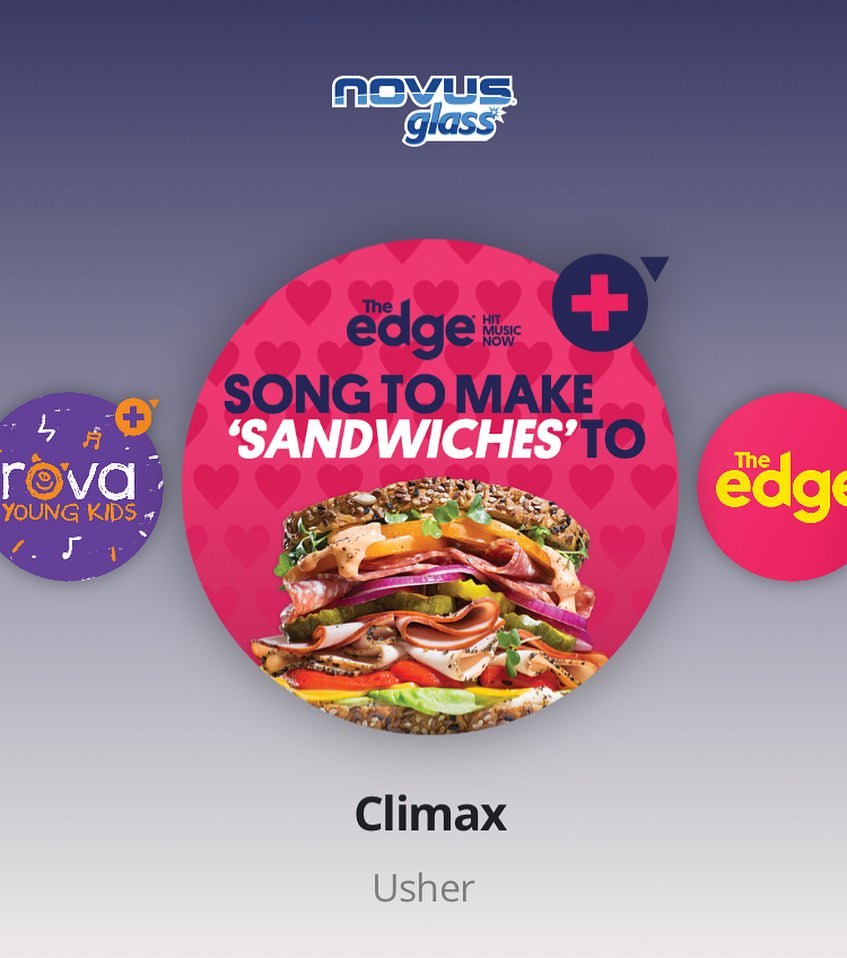 novus
glass
The
edge
HIT
MUSIC
NOW
SONG TO MAKE
'SANDWICHES' TO
rova
YOUNG KIDS
The
edge
Climax
Usher